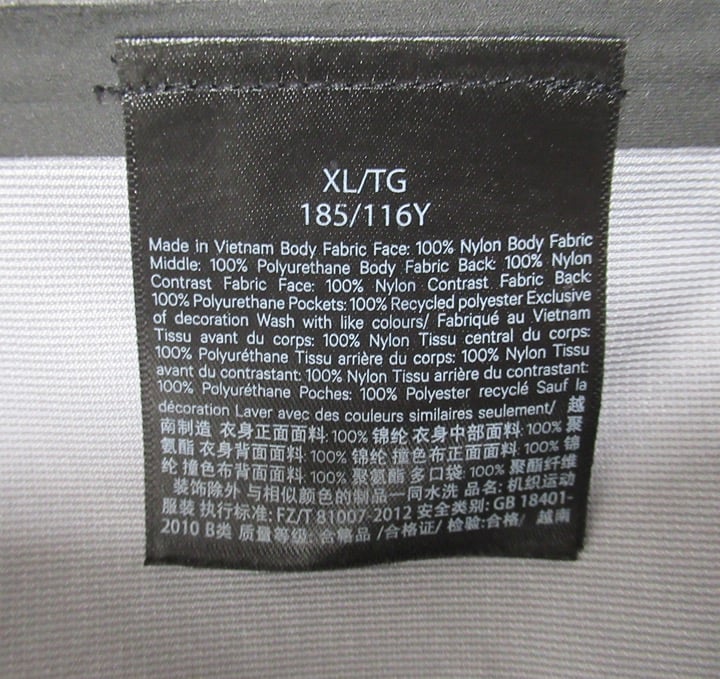 XL/TG
185/116Y
Made in Vietnam Body Fabric Face: 100% Nylon Body Fabric
Middle: 100% Polyurethane Body Fabric Back: 100% Nylon
Contrast Fabric Face: 100% Nylon Contrast Fabric Back:
100% Polyurethane Pockets: 100% Recycled polyester Exclusive
of decoration Wash with like colours/ Fabriqué au Vietnam
Tissu avant du corps: 100% Nylon Tissu central du corps:
100% Polyuréthane Tissu arrière du corps: 100% Nylon Tissu
avant du contrastant: 100% Nylon Tissu arrière du contrastant:
100% Polyuréthane Poches: 100% Polyester recyclé Sauf la
décoration Laver avec des couleurs similaires seulement/ 越
南制造 衣身正面面料: 100% 锦纶 衣身中部面料: 100% 聚
氨酯 衣身背面面料: 100% 锦纶 撞色布正面面料: 100% 锦
纶 撞色布背面面料: 100% 聚氨酯 多口袋: 100% 聚酯纤维
装饰除外 与相似颜色的制品一同水洗 品名: 机织运动
服装 执行标准: FZ/T 81007-2012 安全类别: GB 18401-
2010 B类 质量等级: 合格品 /合格证/ 检验:合格/ 越南